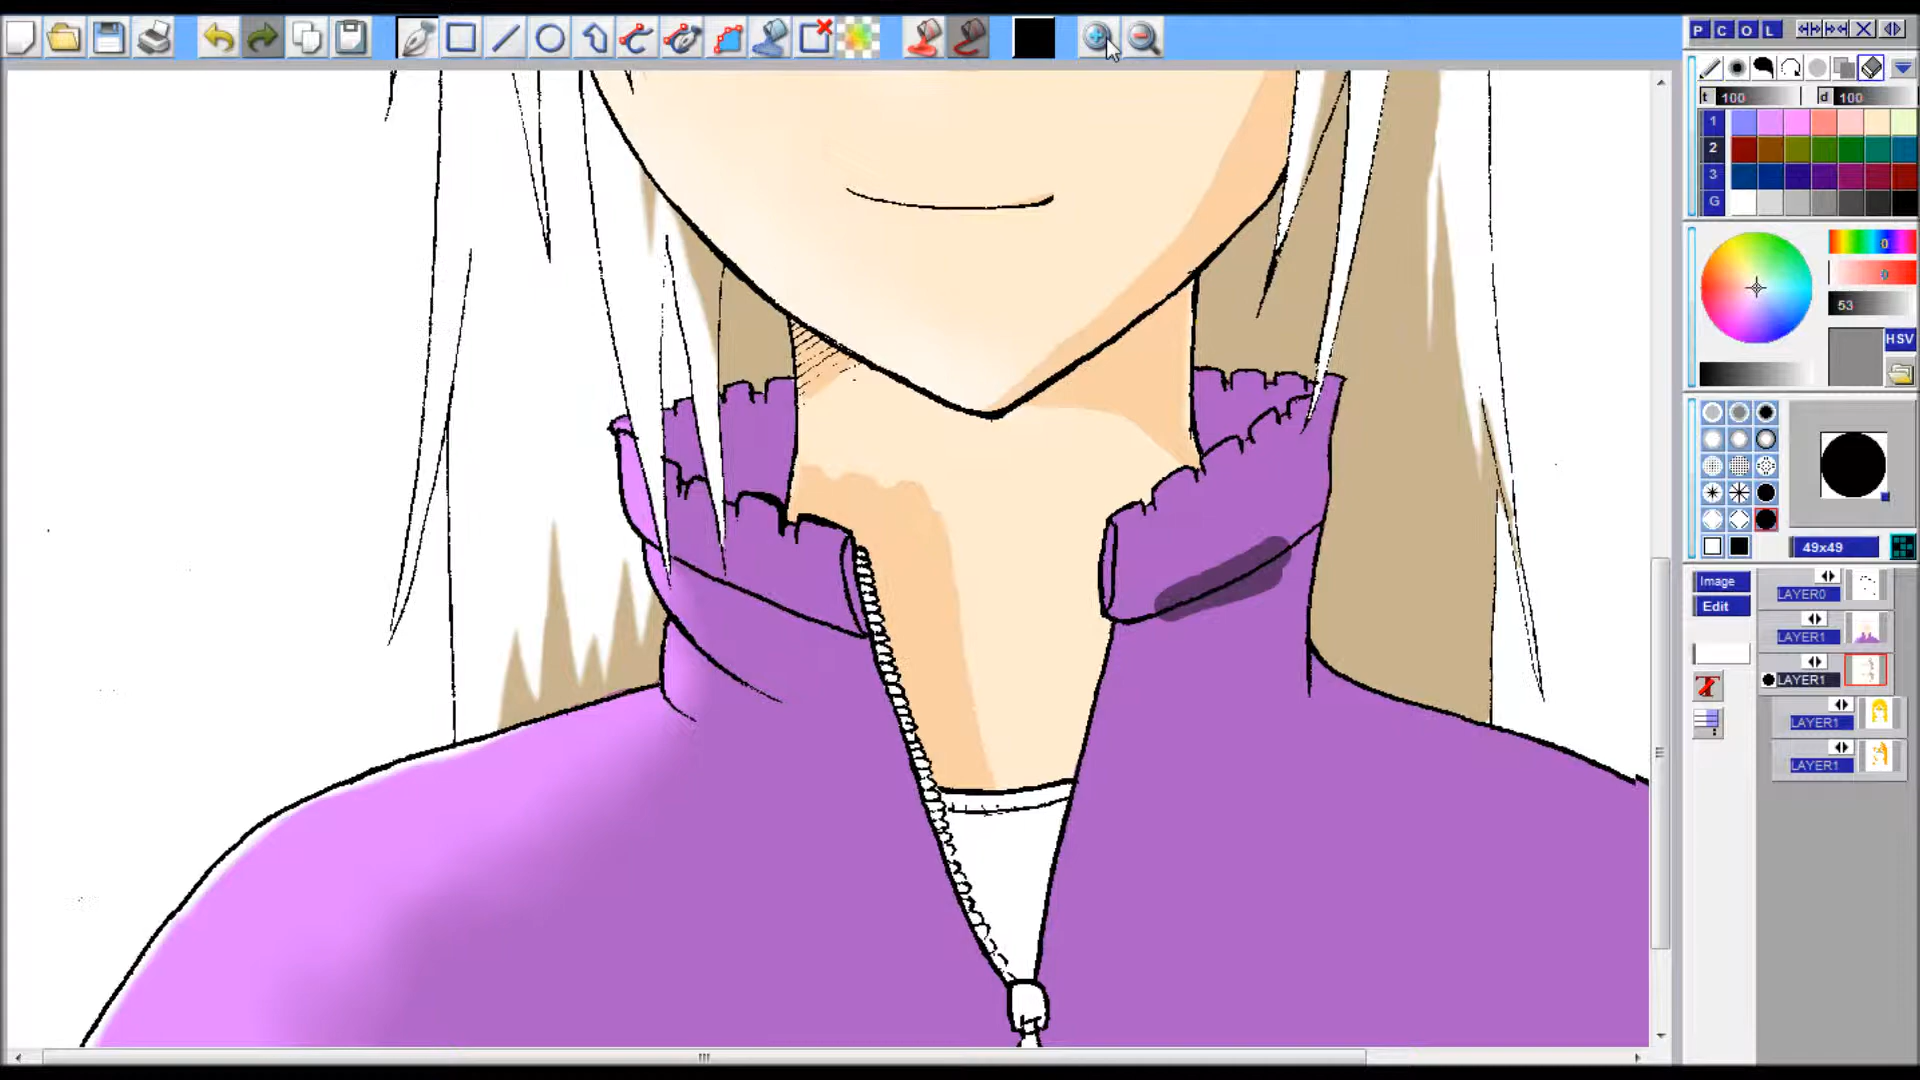 P C O L
t 100 d 100
1
2
3
G
0
0
53
HSV
49x49
Image
Edit
LAYER0
LAYER1
LAYER1
LAYER1
LAYER1